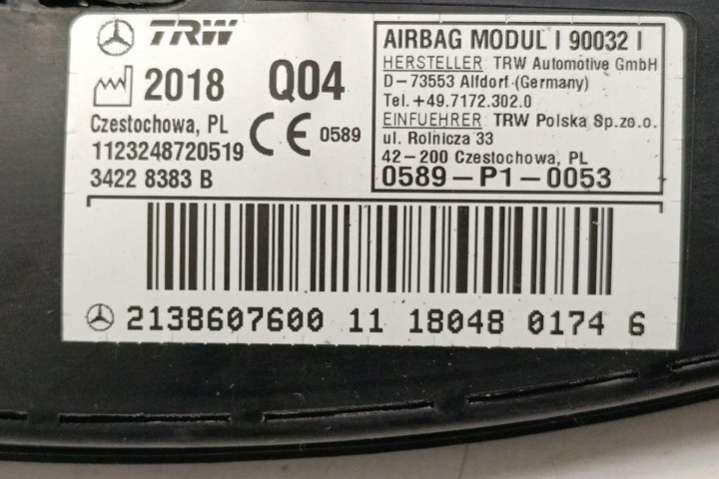 TRW
2018 Q04
Czestochowa, PL
CE 0589
1123248720519
3422 8383 B
AIRBAG MODUL | 90032 |
HERSTELLER: TRW Automotive GmbH
D-73553 Alfdorf (Germany)
Tel. +49.7172.302.0
EINFUEHRER: TRW Polska Sp.zo.o.
ul. Rolnicza 33
42-200 Czestochowa, PL
0589-P1-0053
2138607600 11 18048 0174 6